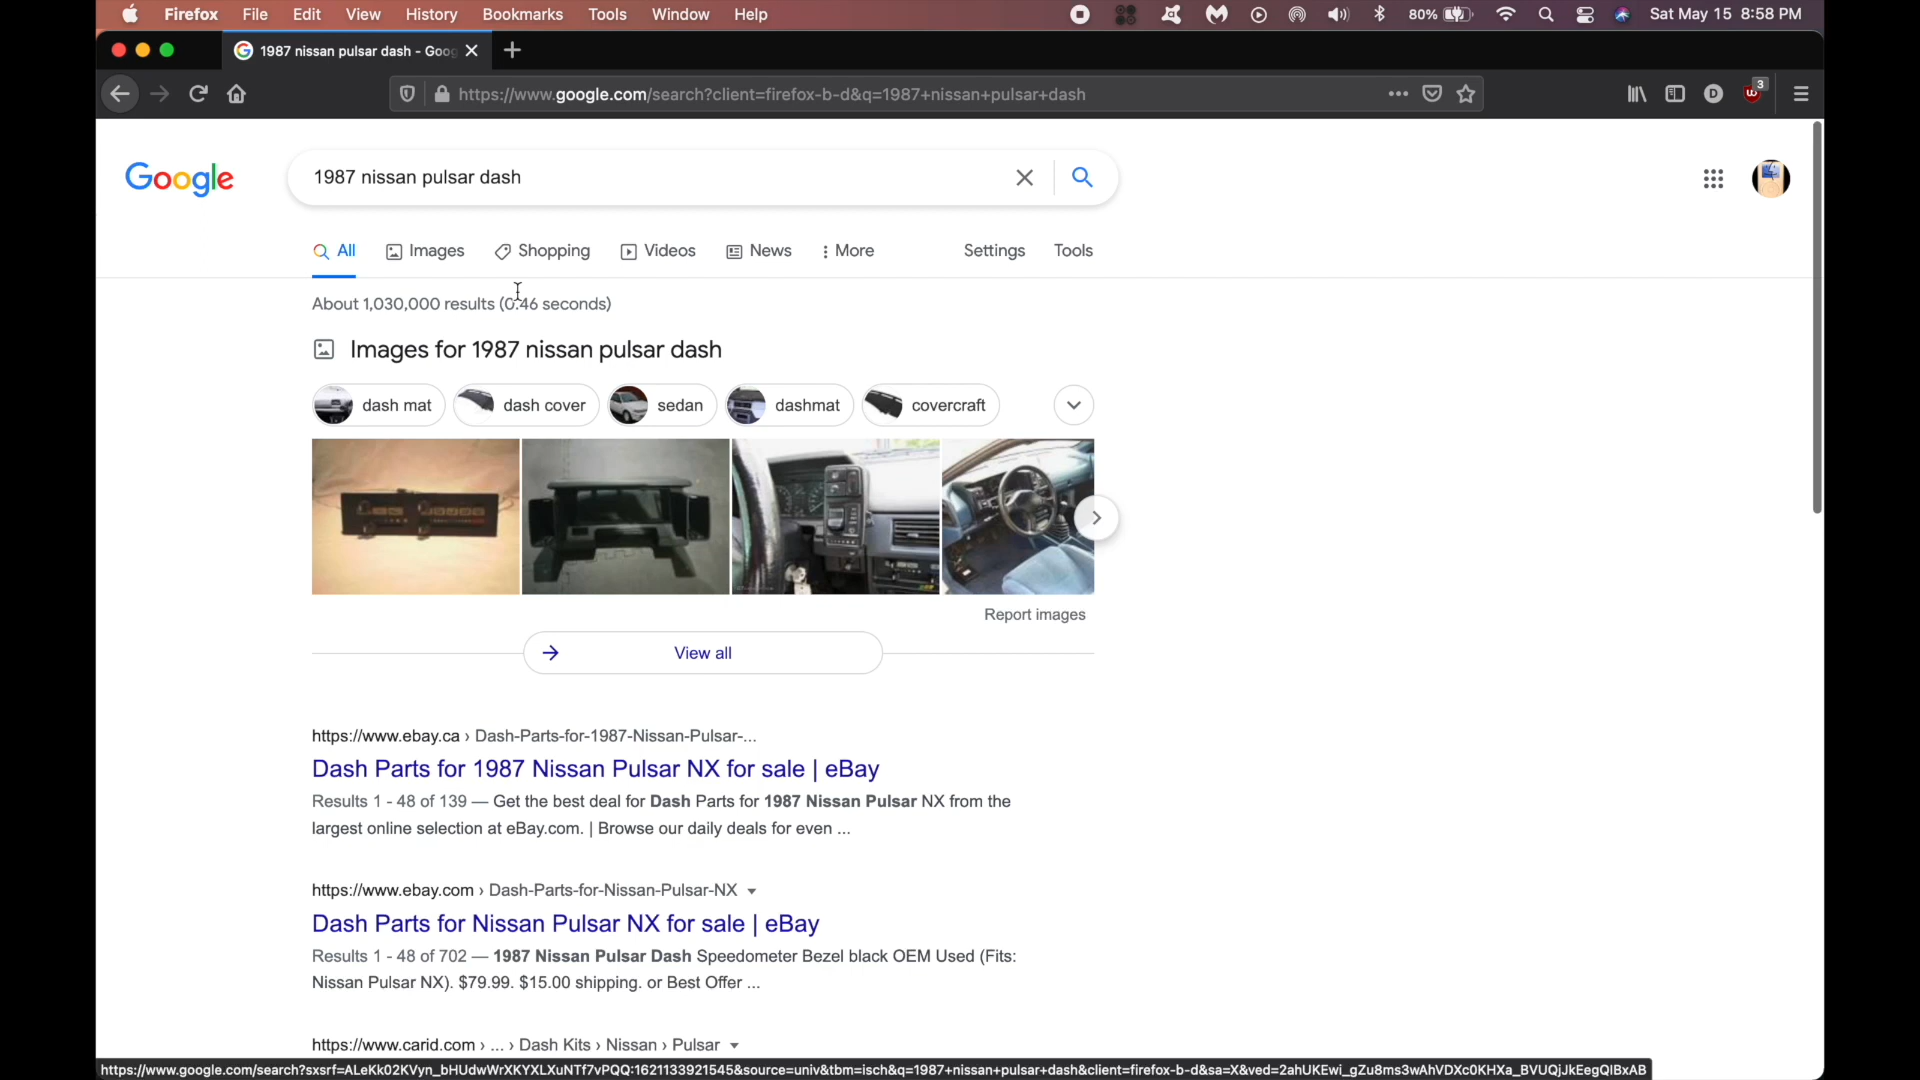 Firefox File Edit View History Bookmarks Tools Window Help 80% Sat May 15 8:58 PM
1987 nissan pulsar dash - Goog
https://www.google.com/search?client=firefox-b-d&q=1987+nissan+pulsar+dash
3
Google
1987 nissan pulsar dash
All Images Shopping Videos News More Settings Tools
About 1,030,000 results (0.46 seconds)
Images for 1987 nissan pulsar dash
dash mat dash cover sedan dashmat covercraft
Report images
View all
https://www.ebay.ca › Dash-Parts-for-1987-Nissan-Pulsar-...
Dash Parts for 1987 Nissan Pulsar NX for sale | eBay
Results 1 - 48 of 139 — Get the best deal for Dash Parts for 1987 Nissan Pulsar NX from the
largest online selection at eBay.com. | Browse our daily deals for even ...
https://www.ebay.com › Dash-Parts-for-Nissan-Pulsar-NX
Dash Parts for Nissan Pulsar NX for sale | eBay
Results 1 - 48 of 702 — 1987 Nissan Pulsar Dash Speedometer Bezel black OEM Used (Fits:
Nissan Pulsar NX). $79.99. $15.00 shipping. or Best Offer ...
https://www.carid.com › ... › Dash Kits › Nissan › Pulsar
https://www.google.com/search?sxsrf=ALeKk02KVyn_bHUdwWrXKYXLXuNTf7vPQQ:1621133921545&source=univ&tbm=isch&q=1987+nissan+pulsar+dash&client=firefox-b-d&sa=X&ved=2ahUKEwi_gZu8ms3wAhVDXc0KHXa_BVUQjJkEegQIBxAB